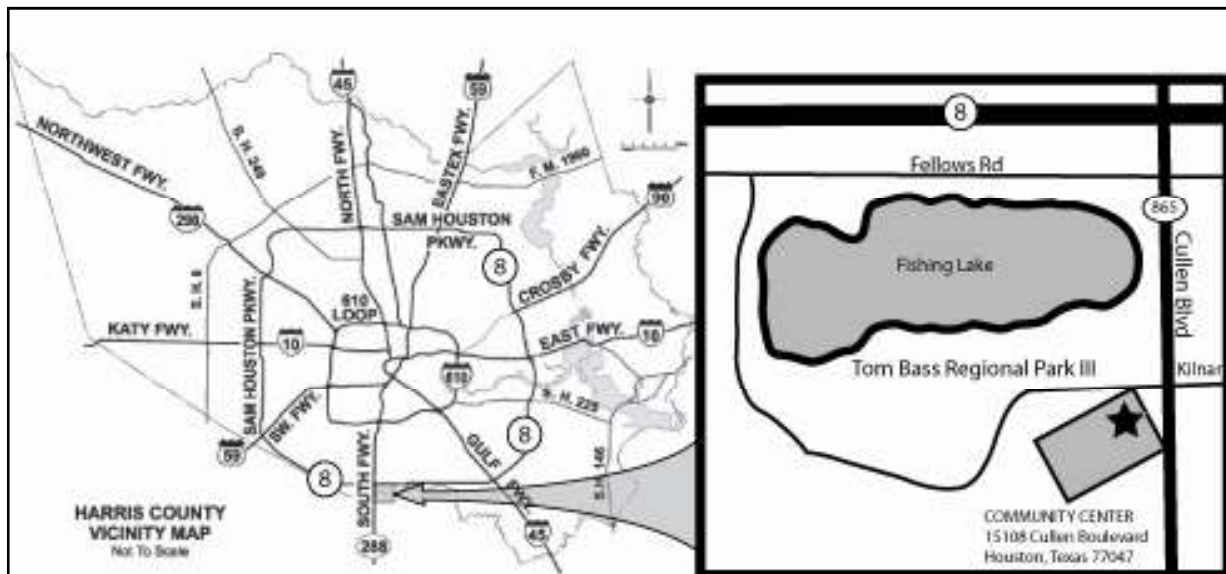 45
59
NORTHWEST FWY.
S. H. 249
NORTH FWY.
EASTEX FWY.
F. M. 1960
90
290
SAM HOUSTON
PKWY.
8
CROSBY FWY.
S. H. 6
SAM HOUSTON PKWY.
610
LOOP
KATY FWY.
10
EAST FWY.
10
610
S. H. 225
SW. FWY.
59
8
8
GULF FWY.
S.H. 146
SOUTH FWY.
288
45
HARRIS COUNTY
VICINITY MAP
Not To Scale
8
Fellows Rd
865
Cullen Blvd
Fishing Lake
Tom Bass Regional Park III
COMMUNITY CENTER
15108 Cullen Boulevard
Houston, Texas 77047